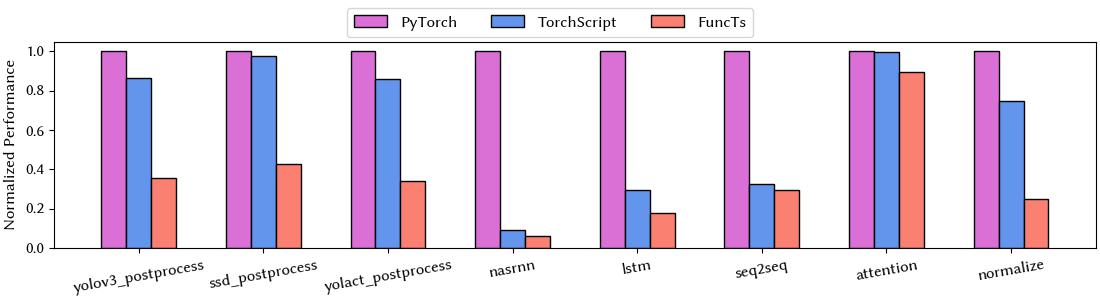 PyTorch TorchScript FuncTs
Normalized Performance
1.0
0.8
0.6
0.4
0.2
0.0
yolov3_postprocess ssd_postprocess yolact_postprocess nasrnn lstm seq2seq attention normalize